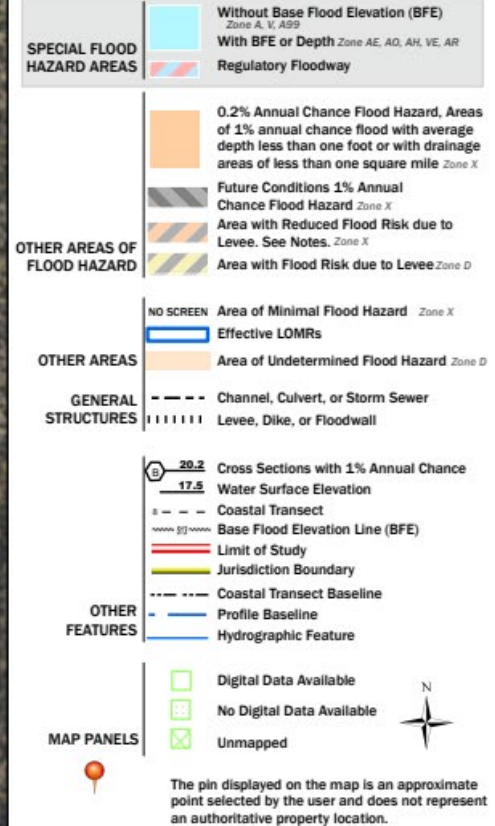 SPECIAL FLOOD
HAZARD AREAS
Without Base Flood Elevation (BFE)
Zone A, V, A99
With BFE or Depth Zone AE, AO, AH, VE, AR
Regulatory Floodway
OTHER AREAS OF
FLOOD HAZARD
0.2% Annual Chance Flood Hazard, Areas
of 1% annual chance flood with average
depth less than one foot or with drainage
areas of less than one square mile Zone X
Future Conditions 1% Annual
Chance Flood Hazard Zone X
Area with Reduced Flood Risk due to
Levee. See Notes. Zone X
Area with Flood Risk due to Levee Zone D
OTHER AREAS
NO SCREEN Area of Minimal Flood Hazard Zone X
Effective LOMRs
Area of Undetermined Flood Hazard Zone D
GENERAL
STRUCTURES
Channel, Culvert, or Storm Sewer
Levee, Dike, or Floodwall
OTHER
FEATURES
B 20.2 Cross Sections with 1% Annual Chance
17.5 Water Surface Elevation
8 Coastal Transect
513 Base Flood Elevation Line (BFE)
Limit of Study
Jurisdiction Boundary
Coastal Transect Baseline
Profile Baseline
Hydrographic Feature
MAP PANELS
Digital Data Available
No Digital Data Available
Unmapped
N
The pin displayed on the map is an approximate
point selected by the user and does not represent
an authoritative property location.